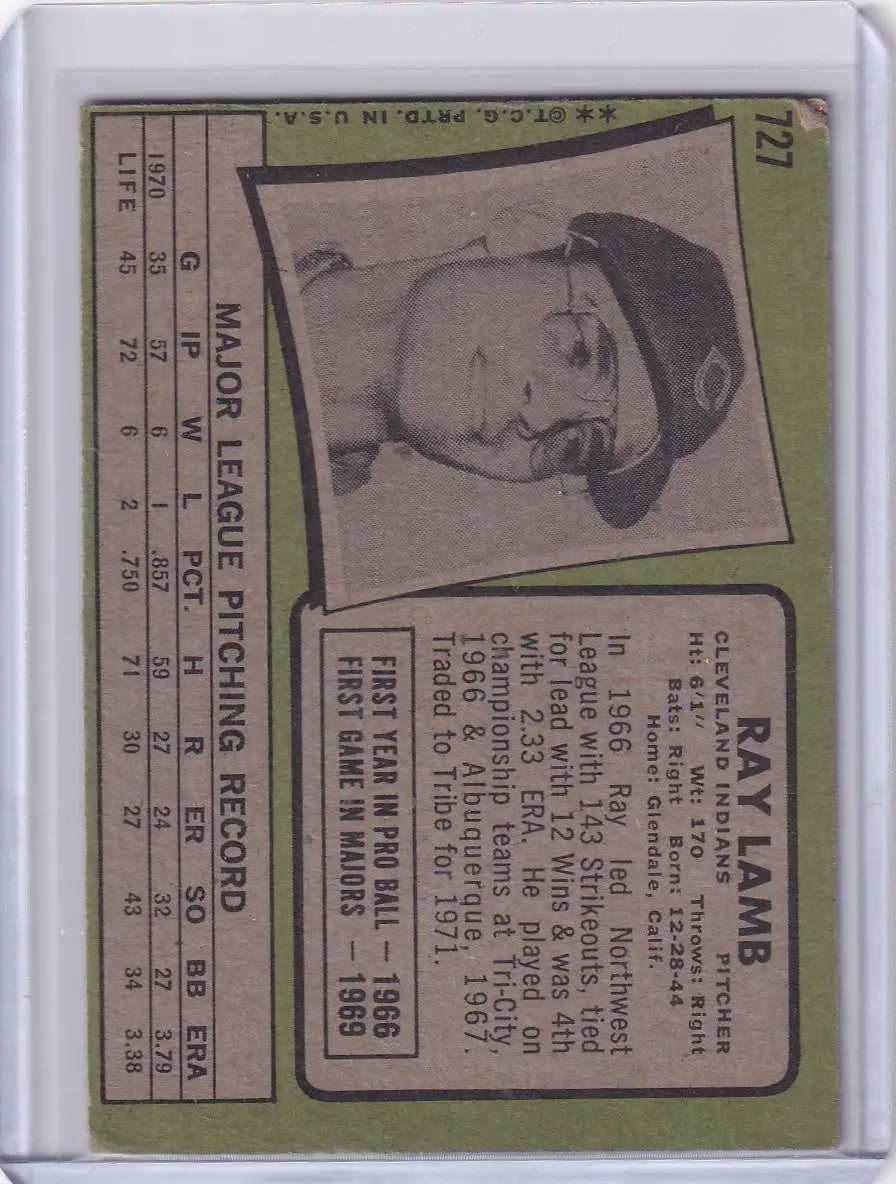 727
**©T.C.G. PRTD. IN U.S.A.
C
RAY LAMB
CLEVELAND INDIANS PITCHER
Ht: 6'1" Wt: 170 Throws: Right
Bats: Right Born: 12-28-44
Home: Glendale, Calif.
In 1966 Ray led Northwest
League with 143 Strikeouts, tied
for lead with 12 Wins & was 4th
with 2.33 ERA. He played on
championship teams at Tri-City,
1966 & Albuquerque, 1967.
Traded to Tribe for 1971.
FIRST YEAR IN PRO BALL — 1966
FIRST GAME IN MAJORS — 1969
MAJOR LEAGUE PITCHING RECORD
G IP W L PCT. H R ER SO BB ERA
1970 35 57 6 1 .857 59 27 24 32 27 3.79
LIFE 45 72 6 2 .750 71 30 27 43 34 3.38